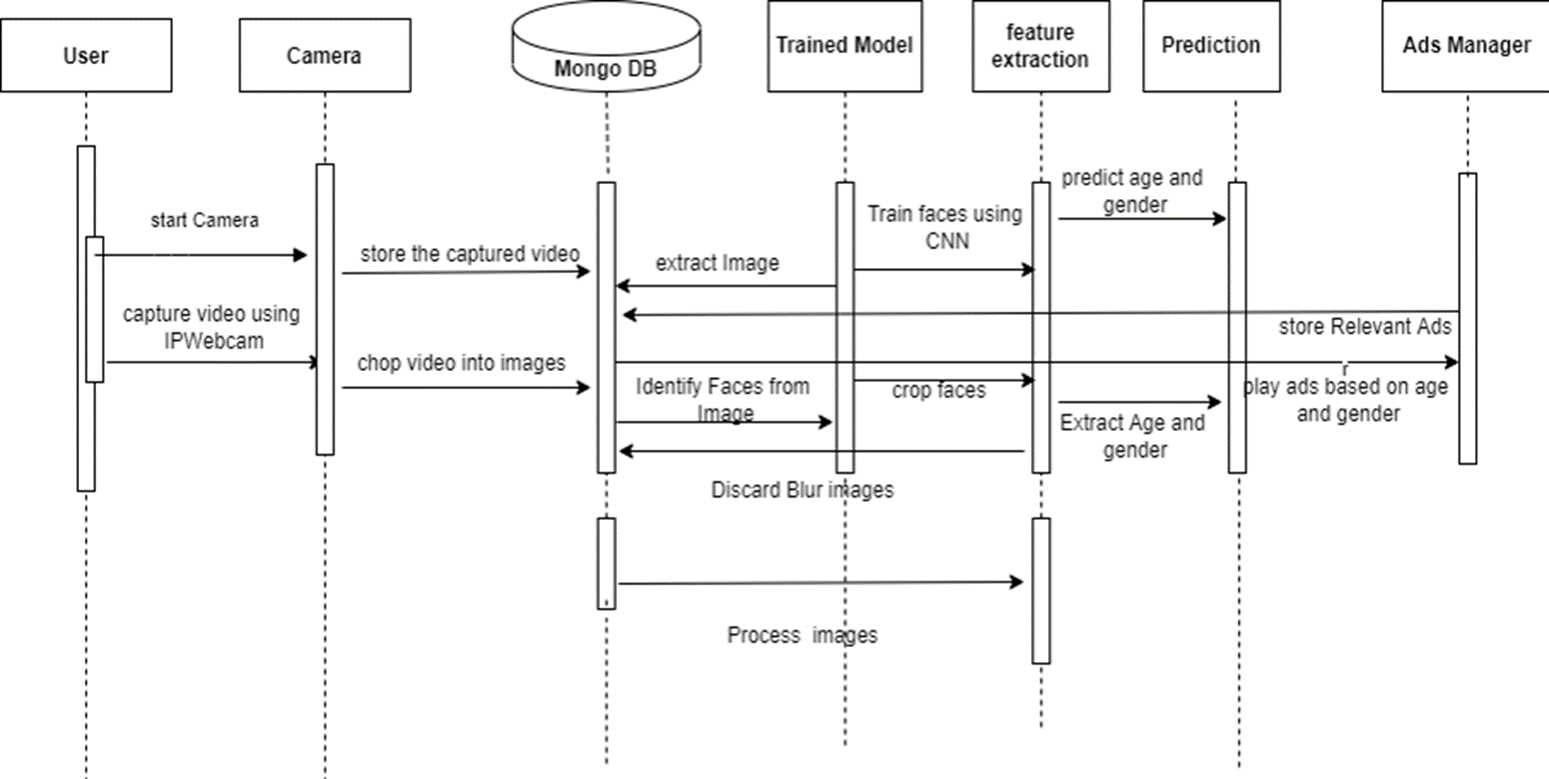 User
Camera
Mongo DB
Trained Model
feature
extraction
Prediction
Ads Manager
predict age and
gender
start Camera
Train faces using
CNN
store the captured video
extract Image
capture video using
IPWebcam
store Relevant Ads
chop video into images
r
play ads based on age
and gender
Identify Faces from
Image
crop faces
Extract Age and
gender
Discard Blur images
Process  images